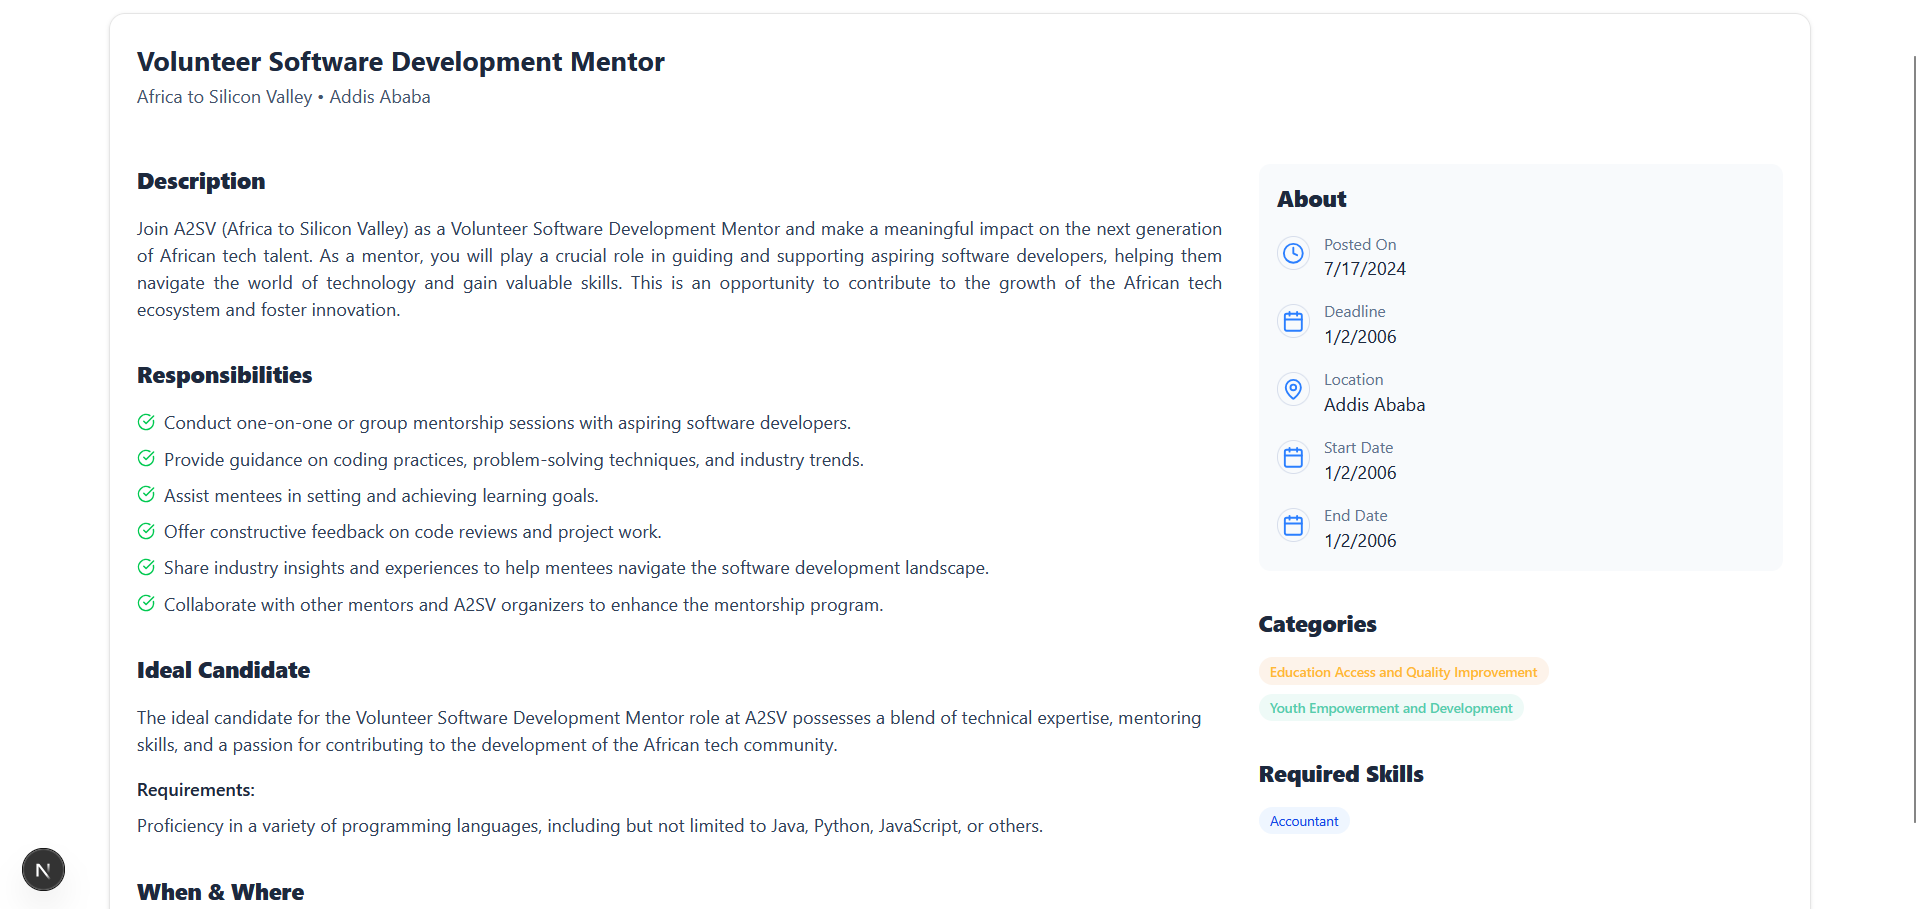 Volunteer Software Development Mentor
Africa to Silicon Valley • Addis Ababa
Description
Join A2SV (Africa to Silicon Valley) as a Volunteer Software Development Mentor and make a meaningful impact on the next generation
of African tech talent. As a mentor, you will play a crucial role in guiding and supporting aspiring software developers, helping them
navigate the world of technology and gain valuable skills. This is an opportunity to contribute to the growth of the African tech
ecosystem and foster innovation.
Responsibilities
Conduct one-on-one or group mentorship sessions with aspiring software developers.
Provide guidance on coding practices, problem-solving techniques, and industry trends.
Assist mentees in setting and achieving learning goals.
Offer constructive feedback on code reviews and project work.
Share industry insights and experiences to help mentees navigate the software development landscape.
Collaborate with other mentors and A2SV organizers to enhance the mentorship program.
Ideal Candidate
The ideal candidate for the Volunteer Software Development Mentor role at A2SV possesses a blend of technical expertise, mentoring
skills, and a passion for contributing to the development of the African tech community.
Requirements:
Proficiency in a variety of programming languages, including but not limited to Java, Python, JavaScript, or others.
When & Where
About
Posted On
7/17/2024
Deadline
1/2/2006
Location
Addis Ababa
Start Date
1/2/2006
End Date
1/2/2006
Categories
Education Access and Quality Improvement
Youth Empowerment and Development
Required Skills
Accountant
N